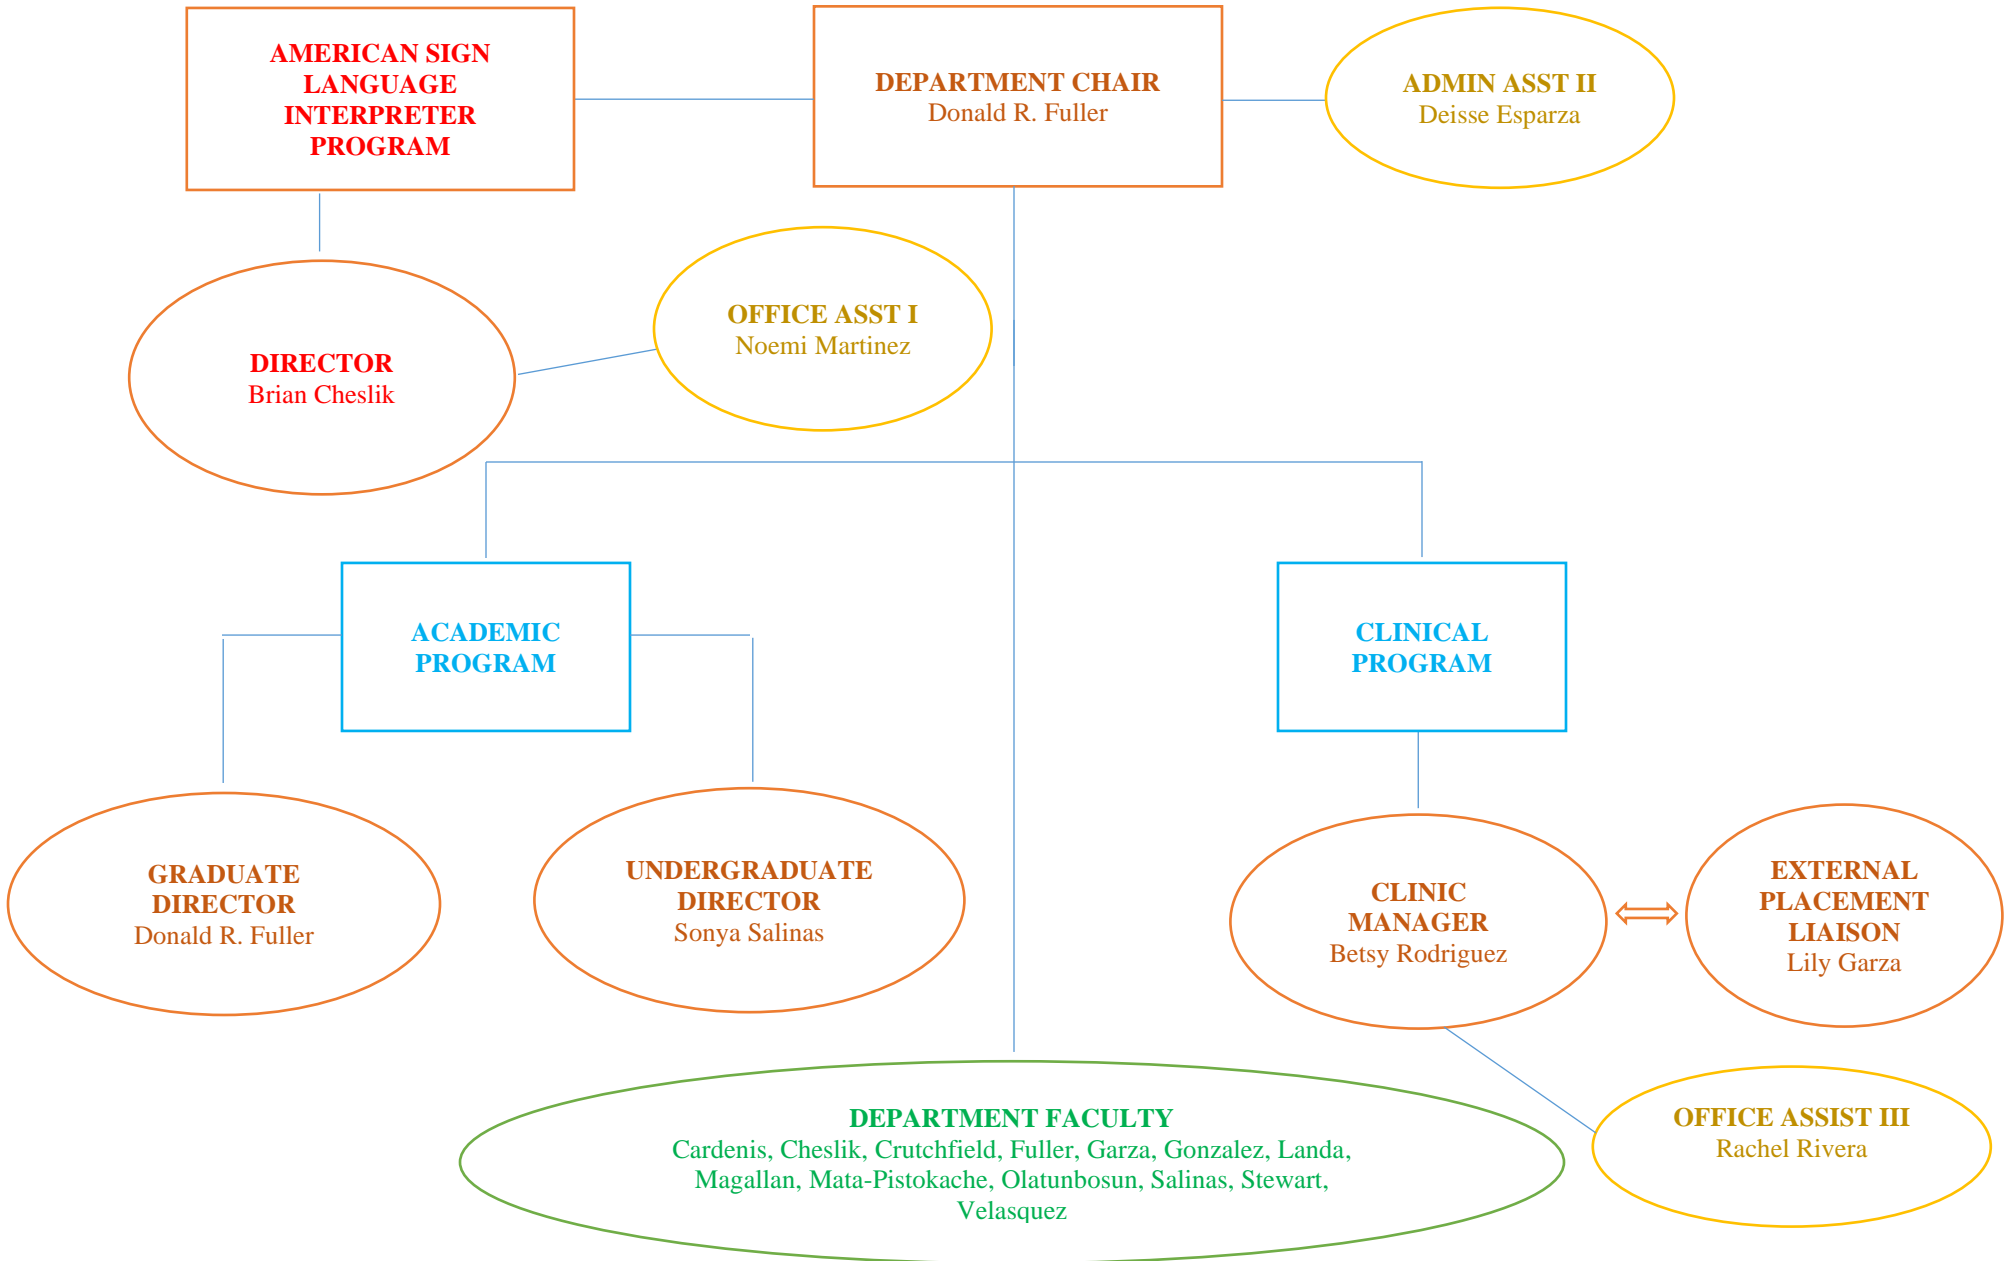 AMERICAN SIGN
LANGUAGE
INTERPRETER
PROGRAM
DEPARTMENT CHAIR
Donald R. Fuller
ADMIN ASST II
Deisse Esparza
DIRECTOR
Brian Cheslik
OFFICE ASST I
Noemi Martinez
ACADEMIC
PROGRAM
CLINICAL
PROGRAM
GRADUATE
DIRECTOR
Donald R. Fuller
UNDERGRADUATE
DIRECTOR
Sonya Salinas
CLINIC
MANAGER
Betsy Rodriguez
EXTERNAL
PLACEMENT
LIAISON
Lily Garza
DEPARTMENT FACULTY
Cardenis, Cheslik, Crutchfield, Fuller, Garza, Gonzalez, Landa,
Magallan, Mata-Pistokache, Olatunbosun, Salinas, Stewart,
Velasquez
OFFICE ASSIST III
Rachel Rivera